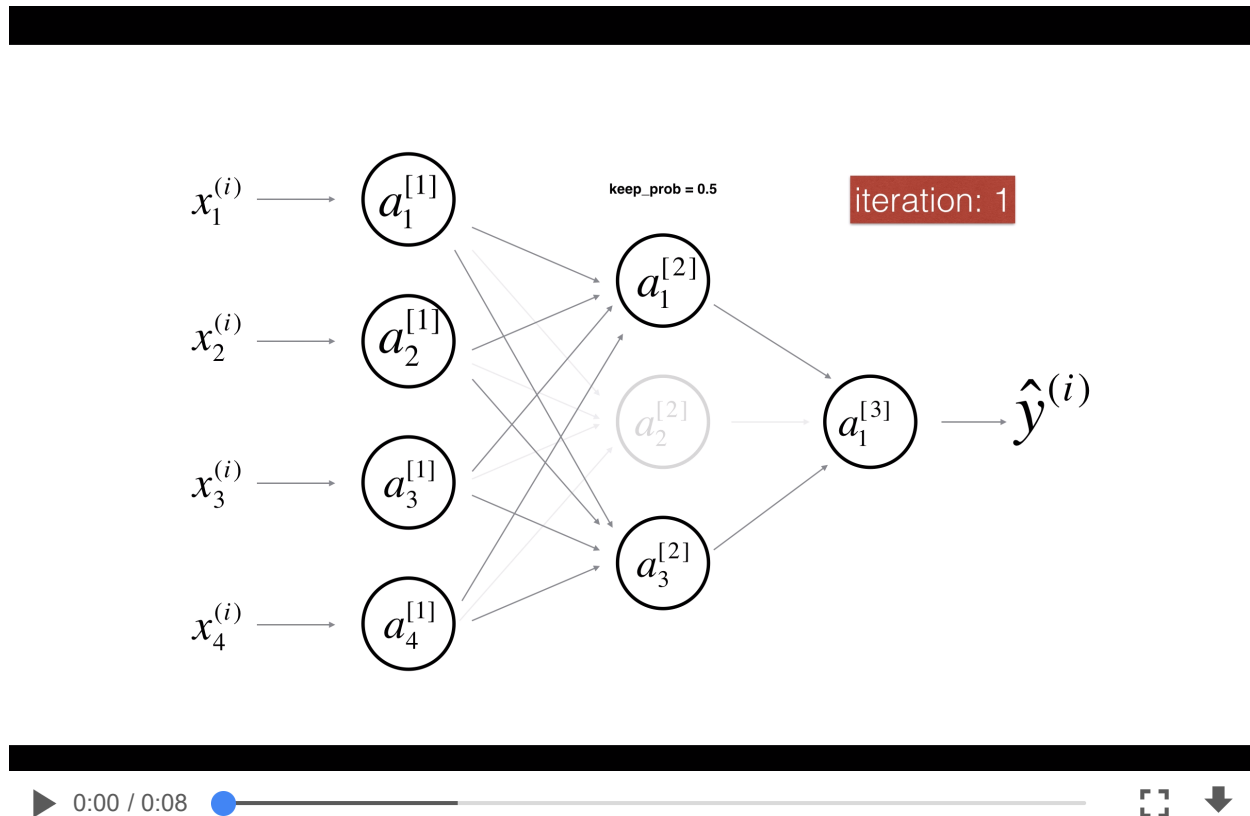 x_1^{(i)}
a_1^{[1]}
keep_prob = 0.5
iteration: 1
a_1^{[2]}
x_2^{(i)}
a_2^{[1]}
a_2^{[2]}
a_1^{[3]}
ŷ^{(i)}
x_3^{(i)}
a_3^{[1]}
a_3^{[2]}
x_4^{(i)}
a_4^{[1]}
0:00 / 0:08